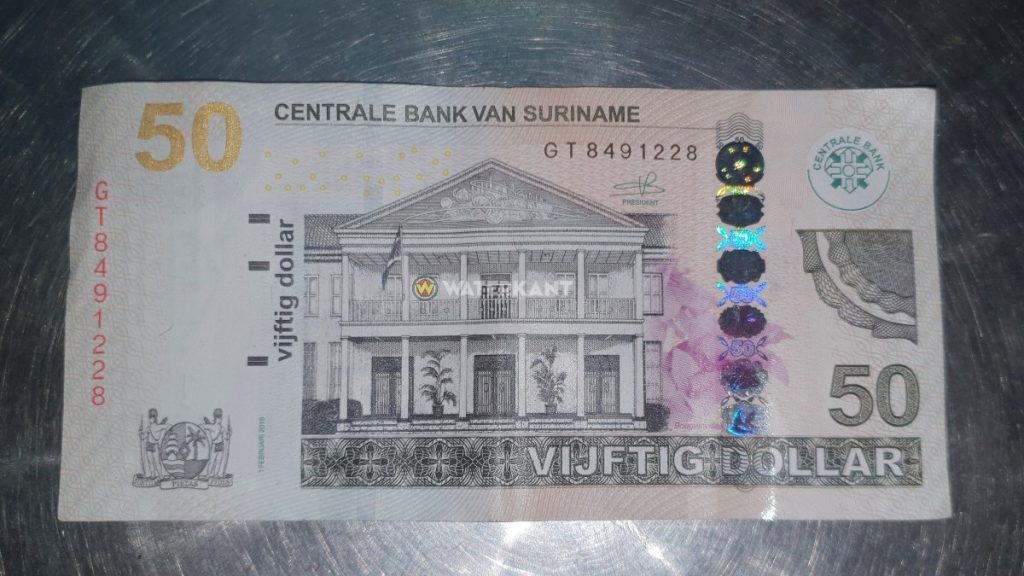 50
CENTRALE BANK VAN SURINAME
GT8491228
PRESIDENT
CENTRALE BANK
GT8491228
vijftig dollar
WATERKANT
50
VIJFTIG DOLLAR